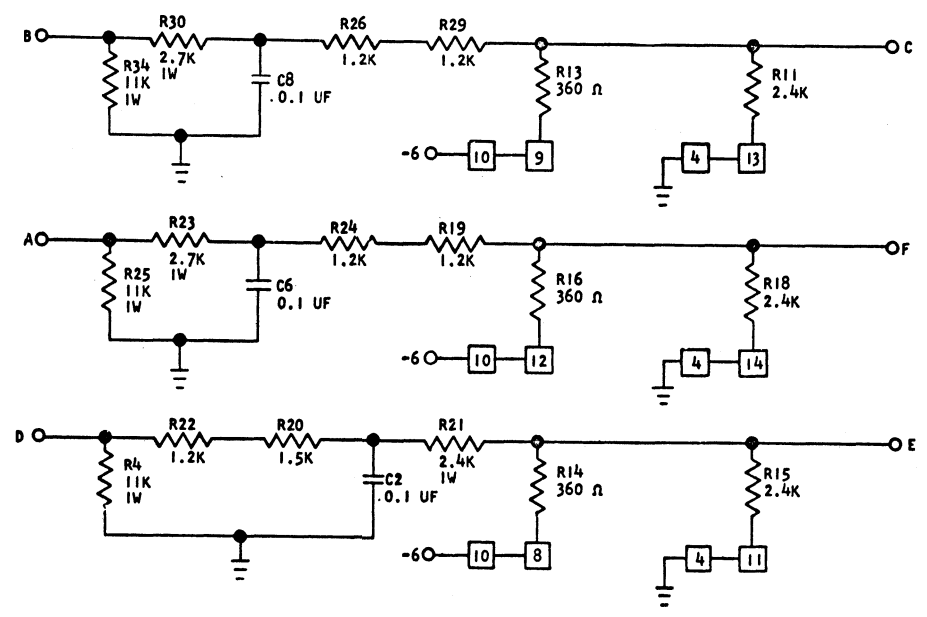 R30
R26
R29
B
C
2.7K
1W
R34
11K
1W
C8
0.1 UF
1.2K
1.2K
R13
360 Ω
R11
2.4K
-6
10
9
4
13
R23
R24
R19
A
F
2.7K
1W
R25
11K
1W
C6
0.1 UF
1.2K
1.2K
R16
360 Ω
R18
2.4K
-6
10
12
4
14
R22
R20
R21
D
E
1.2K
1.5K
2.4K
1W
R4
11K
1W
C2
0.1 UF
R14
360 Ω
R15
2.4K
-6
10
8
4
11